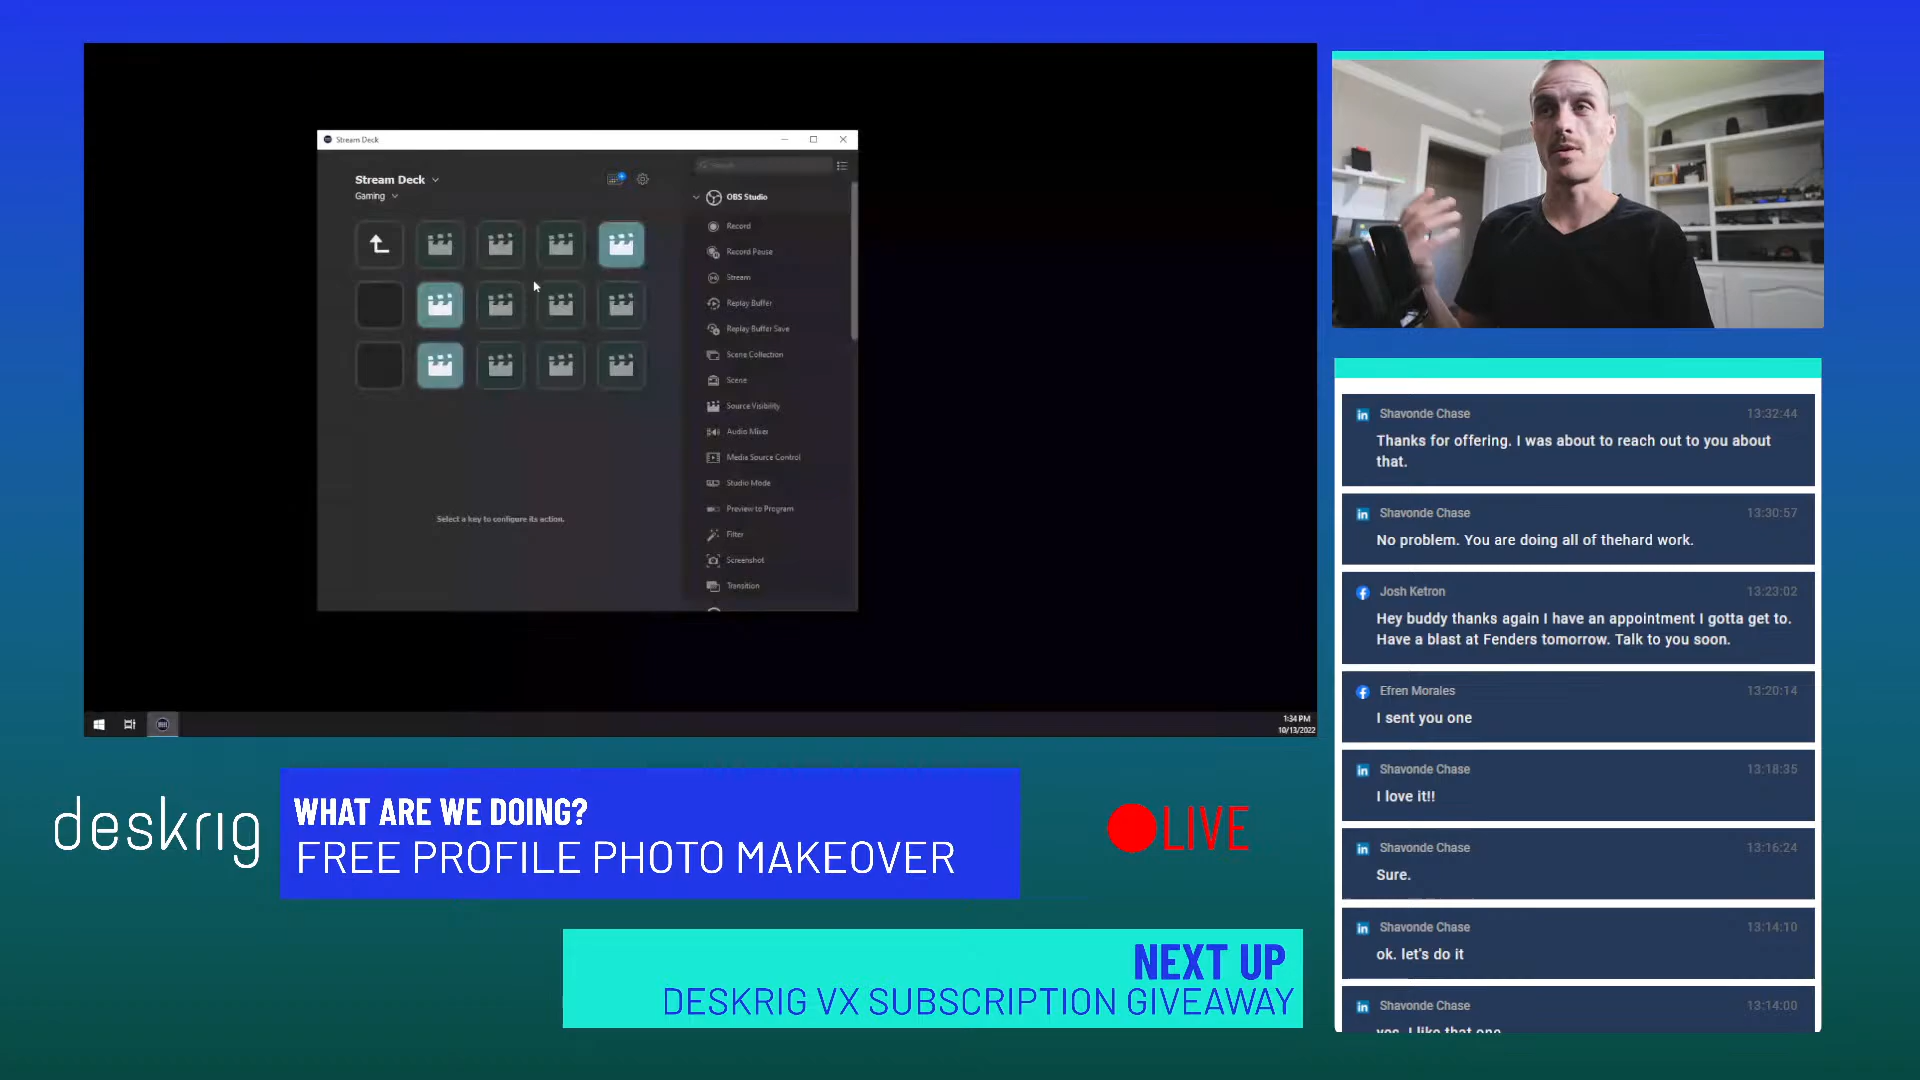 Stream Deck
Stream Deck
Gaming
Select a key to configure its action.
Search
OBS Studio
Record
Record Pause
Stream
Replay Buffer
Replay Buffer Save
Scene Collection
Scene
Source Visibility
Audio Mixer
Media Source Control
Studio Mode
Preview to Program
Filter
Screenshot
Transition
1:34 PM
10/13/2022
Shavonde Chase 13:32:44
Thanks for offering. I was about to reach out to you about
that.
Shavonde Chase 13:30:57
No problem. You are doing all of thehard work.
Josh Ketron 13:23:02
Hey buddy thanks again I have an appointment I gotta get to.
Have a blast at Fenders tomorrow. Talk to you soon.
Efren Morales 13:20:14
I sent you one
Shavonde Chase 13:18:35
I love it!!
Shavonde Chase 13:16:24
Sure.
Shavonde Chase 13:14:10
ok. let's do it
Shavonde Chase 13:14:00
yes. I like that one
deskrig
WHAT ARE WE DOING?
FREE PROFILE PHOTO MAKEOVER
LIVE
NEXT UP
DESKRIG VX SUBSCRIPTION GIVEAWAY